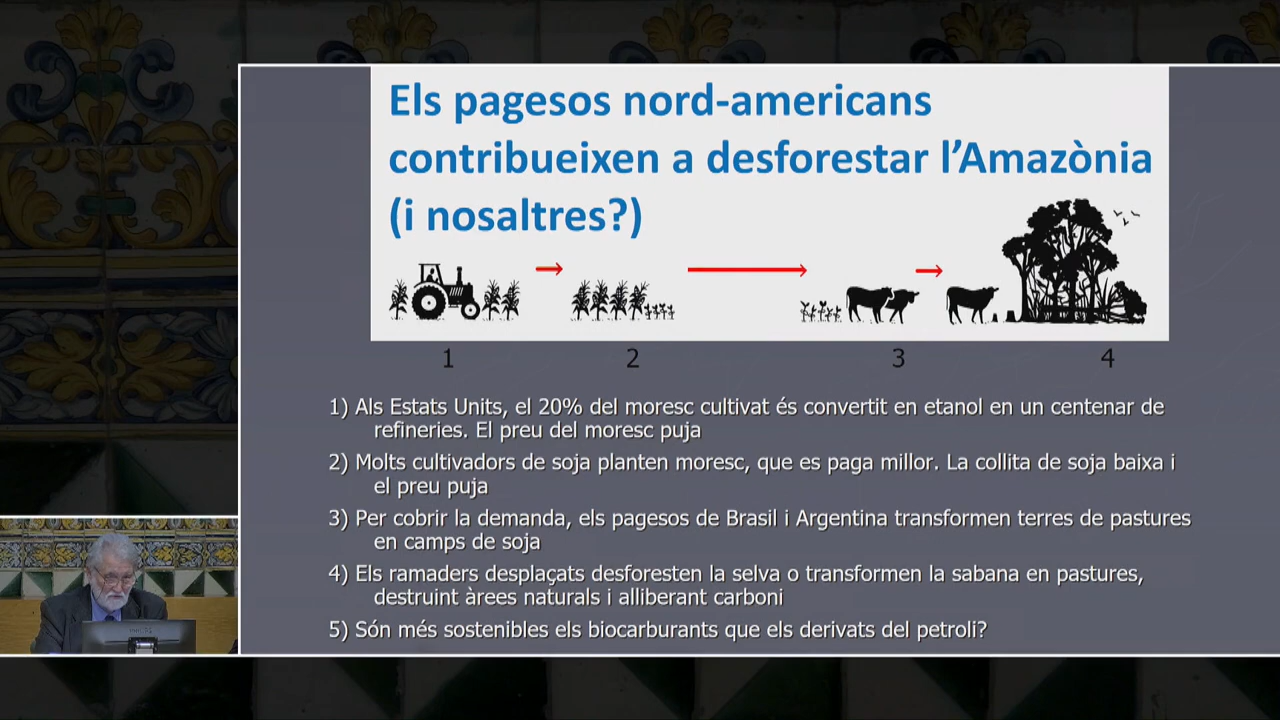 Els pagesos nord-americans
contribueixen a desforestar l’Amazònia
(i nosaltres?)
1 2 3 4
1) Als Estats Units, el 20% del moresc cultivat és convertit en etanol en un centenar de
refineries. El preu del moresc puja
2) Molts cultivadors de soja planten moresc, que es paga millor. La collita de soja baixa i
el preu puja
3) Per cobrir la demanda, els pagesos de Brasil i Argentina transformen terres de pastures
en camps de soja
4) Els ramaders desplaçats desforesten la selva o transformen la sabana en pastures,
destruint àrees naturals i alliberant carboni
5) Són més sostenibles els biocarburants que els derivats del petroli?